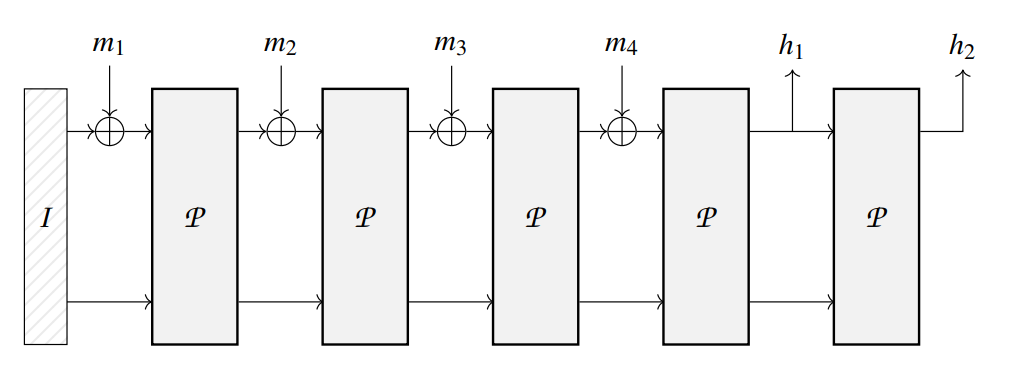 m₁ m₂ m₃ m₄ h₁ h₂
I 𝒫 𝒫 𝒫 𝒫 𝒫